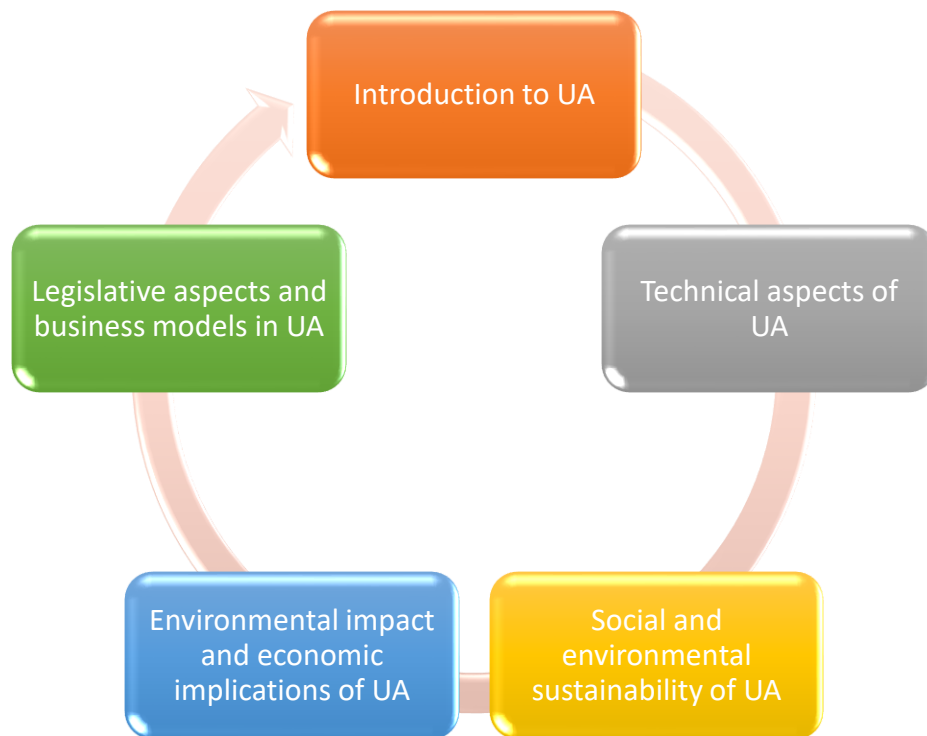 Introduction to UA
Technical aspects of
UA
Social and
environmental
sustainability of UA
Environmental impact
and economic
implications of UA
Legislative aspects and
business models in UA